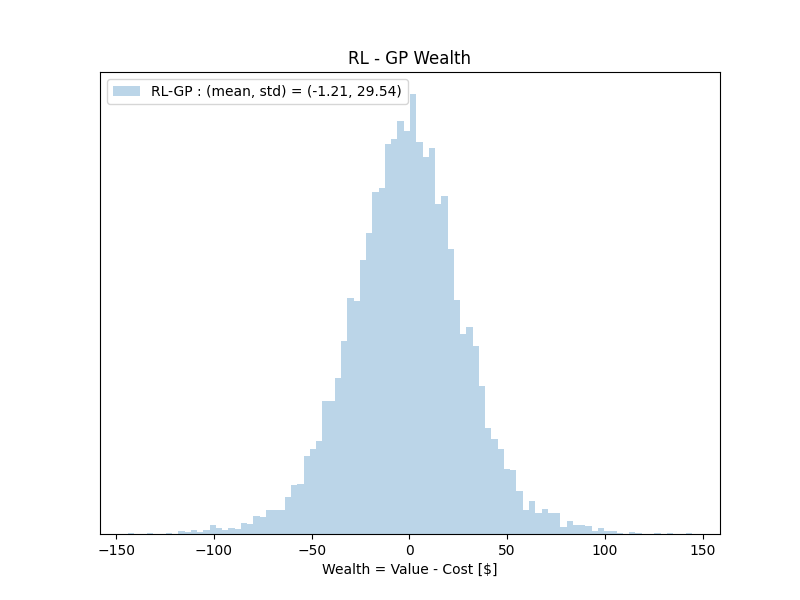 RL - GP Wealth
RL-GP : (mean, std) = (-1.21, 29.54)
−150 −100 −50 0 50 100 150
Wealth = Value - Cost [$]